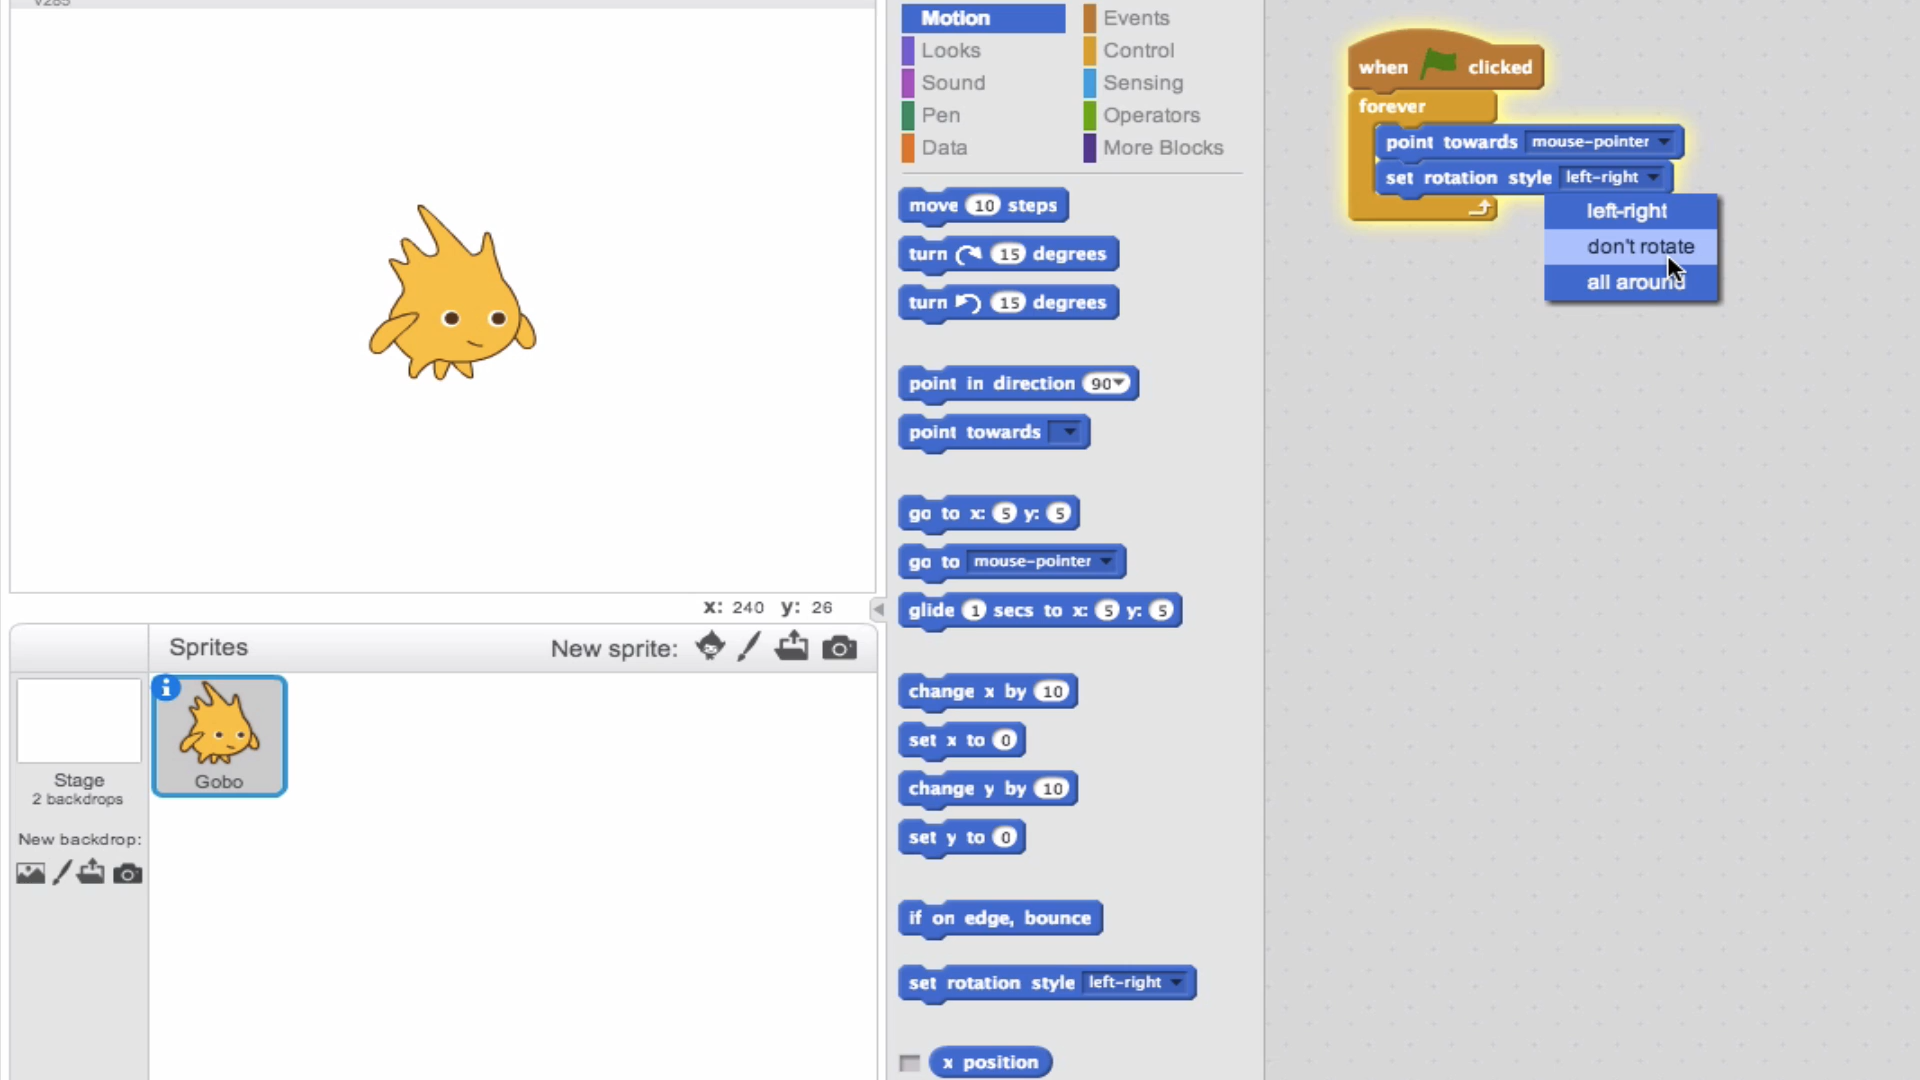 v285
Motion
Events
Looks
Control
Sound
Sensing
Pen
Operators
Data
More Blocks
move 10 steps
turn 15 degrees
turn 15 degrees
point in direction 90
point towards
go to x: 5 y: 5
go to mouse-pointer
glide 1 secs to x: 5 y: 5
change x by 10
set x to 0
change y by 10
set y to 0
if on edge, bounce
set rotation style left-right
x position
when clicked
forever
point towards mouse-pointer
set rotation style left-right
left-right
don't rotate
all around
x: 240 y: 26
Sprites
New sprite:
Gobo
Stage
2 backdrops
New backdrop: